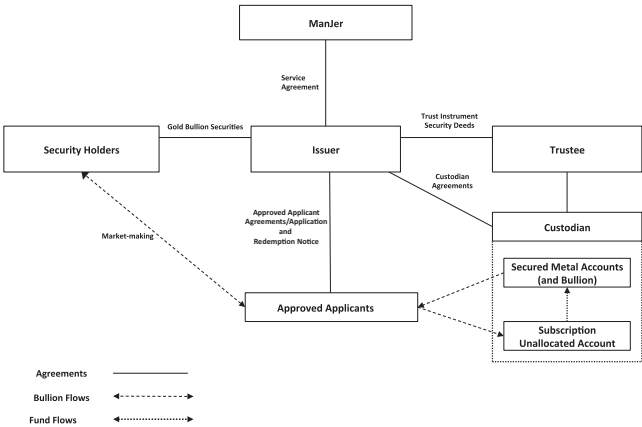 ManJer
Service
Agreement
Trust Instrument
Security Deeds
Gold Bullion Securities
Security Holders
Issuer
Trustee
Custodian
Agreements
Approved Applicant
Agreements/Application
and
Redemption Notice
Market-making
Custodian
Secured Metal Accounts
(and Bullion)
Approved Applicants
Subscription
Unallocated Account
Agreements
Bullion Flows
Fund Flows